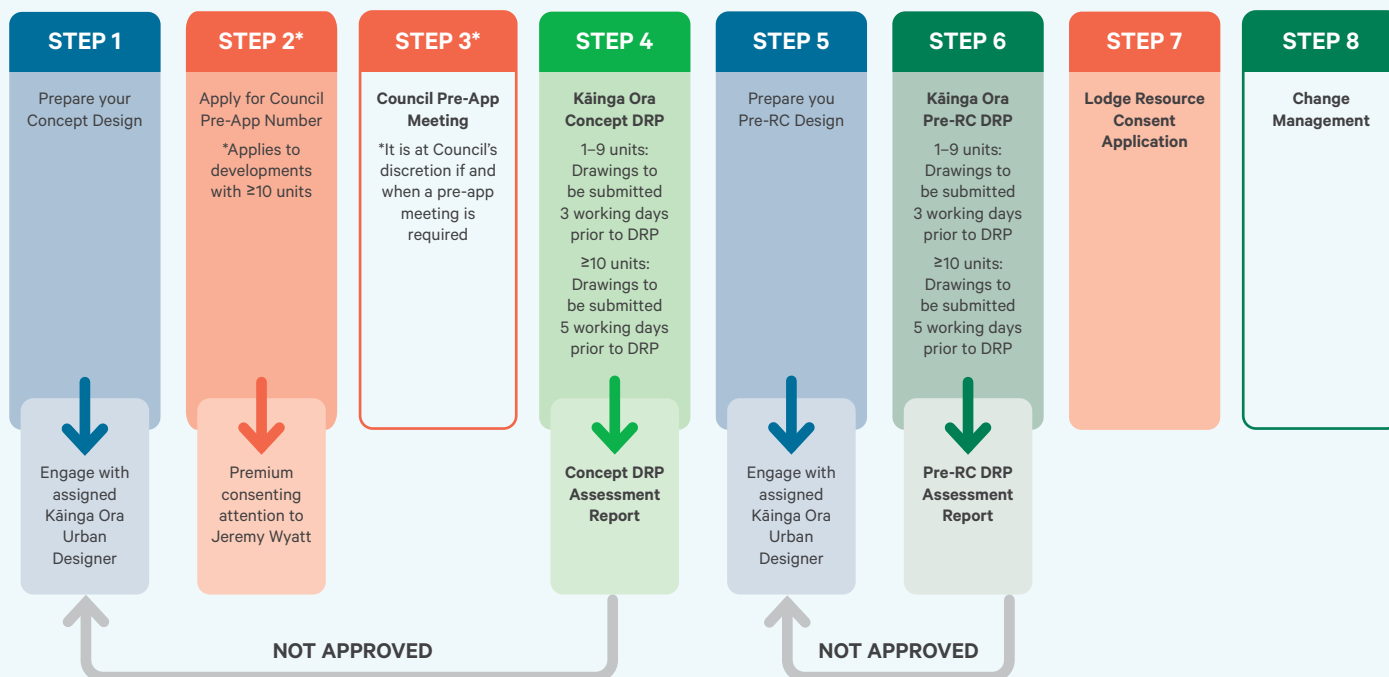 STEP 1
Prepare your
Concept Design
Engage with
assigned
Kāinga Ora
Urban
Designer
STEP 2*
Apply for Council
Pre-App Number
*Applies to
developments
with ≥10 units
Premium
consenting
attention to
Jeremy Wyatt
STEP 3*
Council Pre-App
Meeting
*It is at Council’s
discretion if and
when a pre-app
meeting is
required
STEP 4
Kāinga Ora
Concept DRP
1–9 units:
Drawings to
be submitted
3 working days
prior to DRP
≥10 units:
Drawings to
be submitted
5 working days
prior to DRP
Concept DRP
Assessment
Report
NOT APPROVED
STEP 5
Prepare you
Pre-RC Design
Engage with
assigned
Kāinga Ora
Urban
Designer
STEP 6
Kāinga Ora
Pre-RC DRP
1–9 units:
Drawings to
be submitted
3 working days
prior to DRP
≥10 units:
Drawings to
be submitted
5 working days
prior to DRP
Pre-RC DRP
Assessment
Report
NOT APPROVED
STEP 7
Lodge Resource
Consent
Application
STEP 8
Change
Management